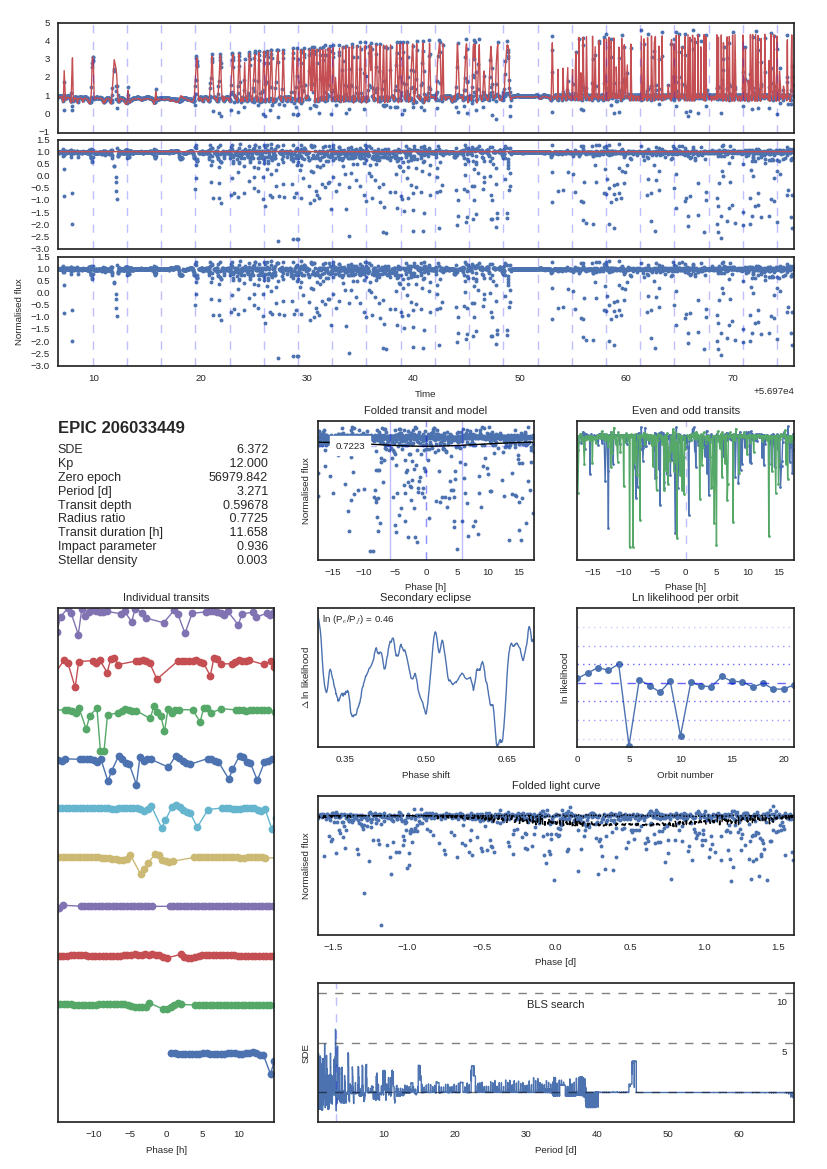 5
4
3
2
1
0
−1
1.5
1.0
0.5
0.0
−0.5
−1.0
−1.5
−2.0
−2.5
−3.0
1.5
1.0
0.5
0.0
−0.5
−1.0
−1.5
−2.0
−2.5
−3.0
Normalised flux
10 20 30 40 50 60 70
Time
+5.697e4
EPIC 206033449
SDE 6.372
Kp 12.000
Zero epoch 56979.842
Period [d] 3.271
Transit depth 0.59678
Radius ratio 0.7725
Transit duration [h] 11.658
Impact parameter 0.936
Stellar density 0.003
Folded transit and model
0.7223
Normalised flux
−15 −10 −5 0 5 10 15
Phase [h]
Even and odd transits
−15 −10 −5 0 5 10 15
Phase [h]
Individual transits
−10 −5 0 5 10
Phase [h]
Secondary eclipse
ln (Pₑ/P𝑓) = 0.46
Δ ln likelihood
0.35 0.50 0.65
Phase shift
Ln likelihood per orbit
ln likelihood
0 5 10 15 20
Orbit number
Folded light curve
Normalised flux
−1.5 −1.0 −0.5 0.0 0.5 1.0 1.5
Phase [d]
BLS search
10
5
SDE
10 20 30 40 50 60
Period [d]